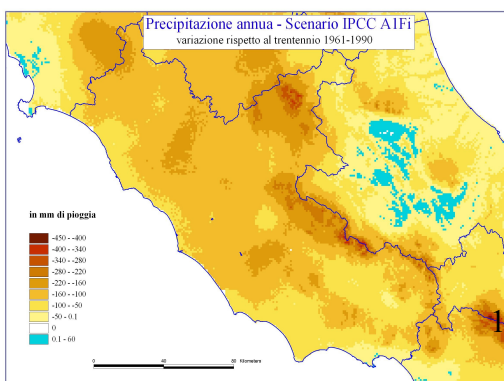 Precipitazione annua - Scenario IPCC A1Fi
variazione rispetto al trentennio 1961-1990
in mm di pioggia
-450 - -400
-400 - -340
-340 - -280
-280 - -220
-220 - -160
-160 - -100
-100 - -50
-50 - 0.1
0
0.1 - 60
0 40 80 Kilometers
1